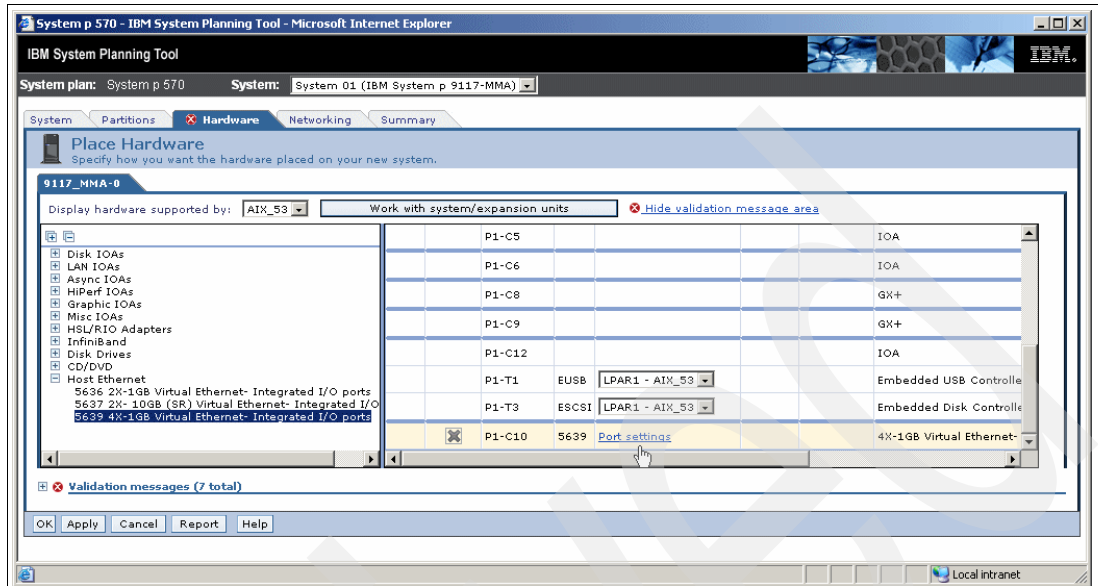 System p 570 - IBM System Planning Tool - Microsoft Internet Explorer
IBM System Planning Tool
IBM.
System plan: System p 570 System: System 01 (IBM System p 9117-MMA)
System Partitions Hardware Networking Summary
Place Hardware
Specify how you want the hardware placed on your new system.
9117_MMA-0
Display hardware supported by: AIX_53 Work with system/expansion units Hide validation message area
Disk IOAs
LAN IOAs
Async IOAs
HiPerf IOAs
Graphic IOAs
Misc IOAs
HSL/RIO Adapters
InfiniBand
Disk Drives
CD/DVD
Host Ethernet
5636 2X-1GB Virtual Ethernet- Integrated I/O ports
5637 2X- 10GB (SR) Virtual Ethernet- Integrated I/O
5639 4X-1GB Virtual Ethernet- Integrated I/O ports
P1-C5 IOA
P1-C6 IOA
P1-C8 GX+
P1-C9 GX+
P1-C12 IOA
P1-T1 EUSB LPAR1 - AIX_53 Embedded USB Controlle
P1-T3 ESCSI LPAR1 - AIX_53 Embedded Disk Controlle
P1-C10 5639 Port settings 4X-1GB Virtual Ethernet-
Validation messages (7 total)
OK Apply Cancel Report Help
Local intranet